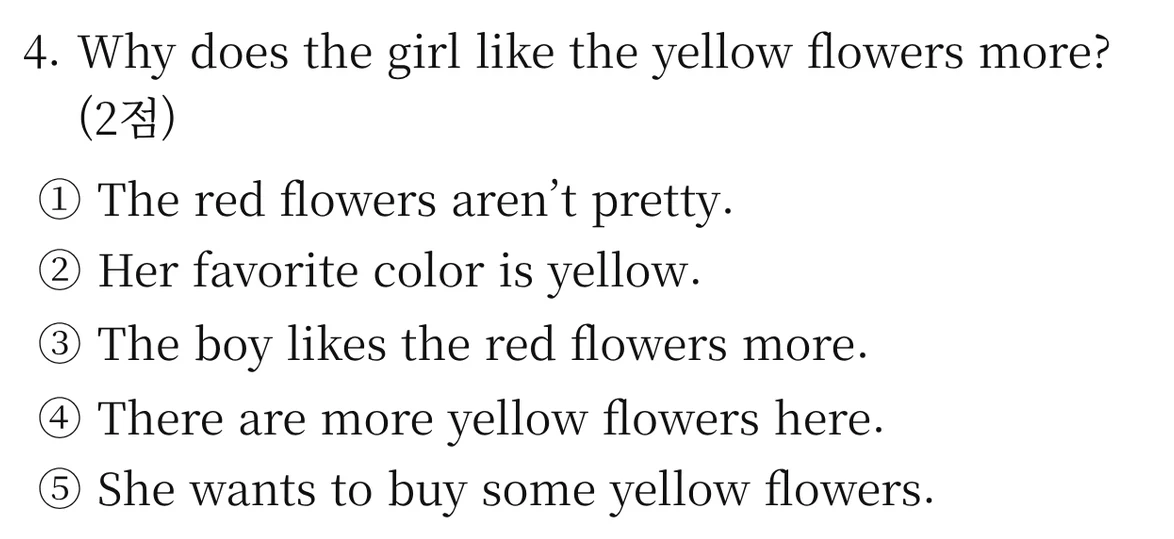 4. Why does the girl like the yellow flowers more?
(2점)
① The red flowers aren’t pretty.
② Her favorite color is yellow.
③ The boy likes the red flowers more.
④ There are more yellow flowers here.
⑤ She wants to buy some yellow flowers.